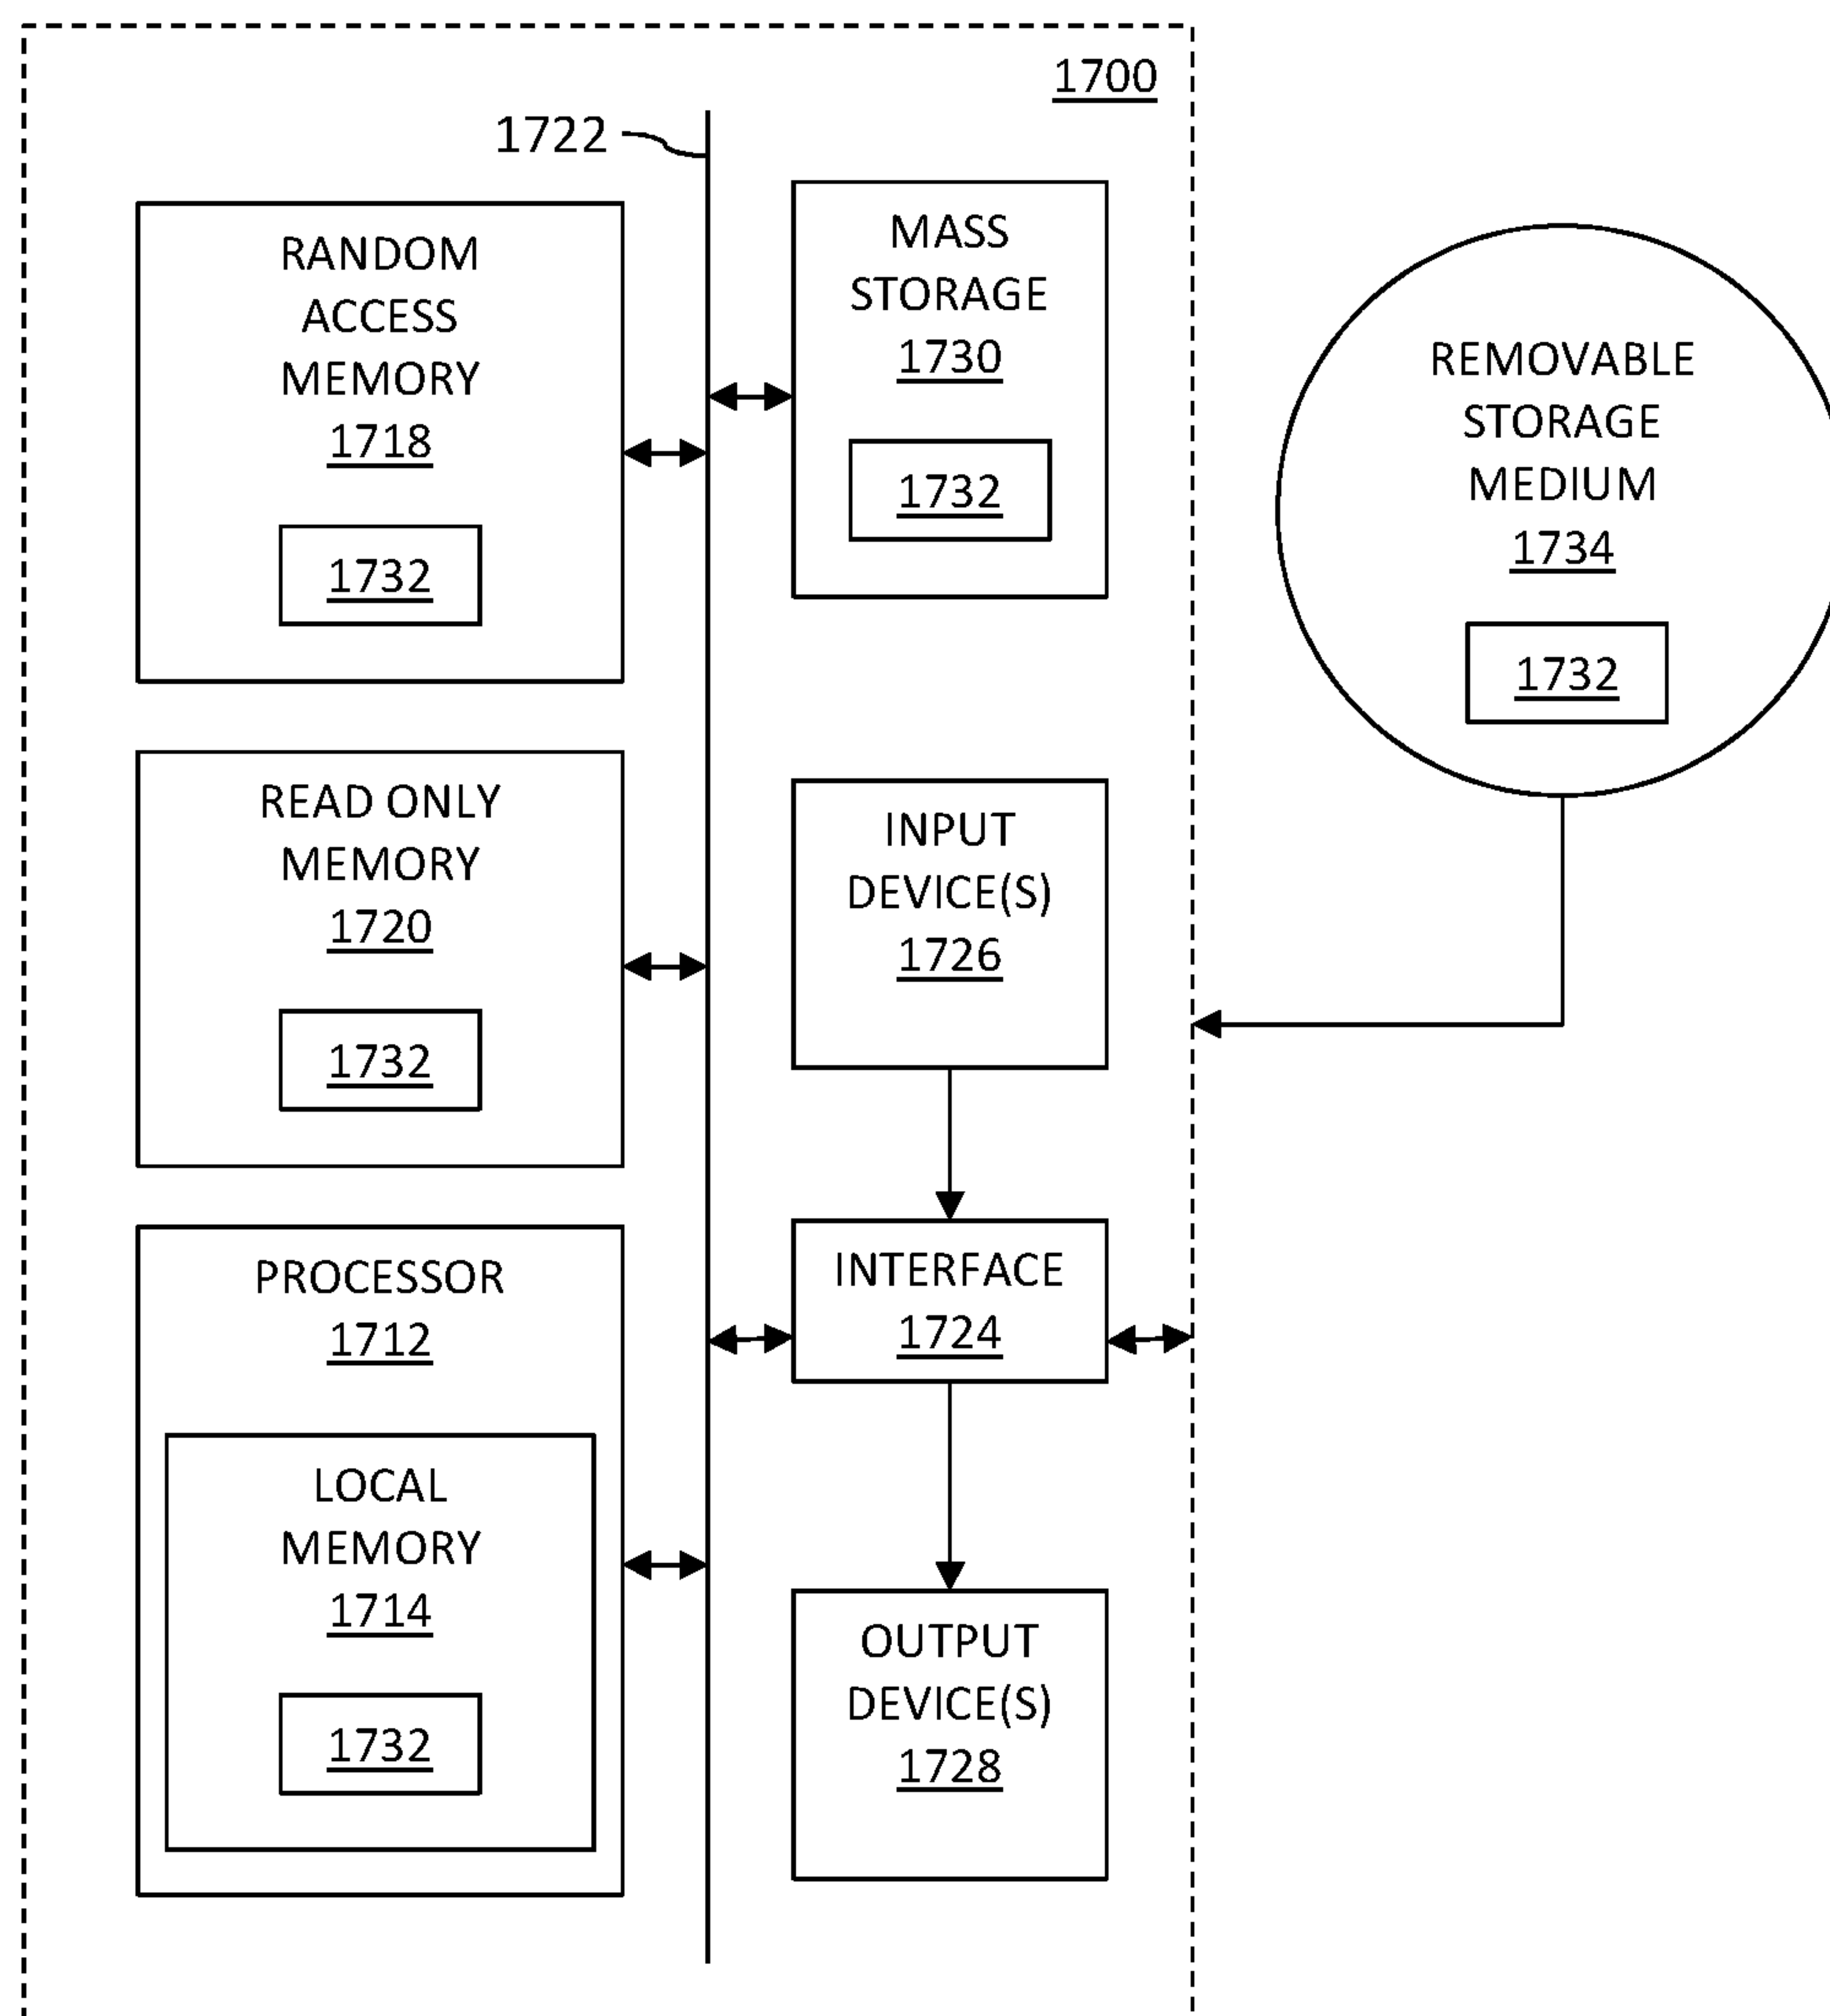 1700
1722
RANDOM
ACCESS
MEMORY
1718
1732
MASS
STORAGE
1730
1732
REMOVABLE
STORAGE
MEDIUM
1734
1732
READ ONLY
MEMORY
1720
1732
INPUT
DEVICE(S)
1726
PROCESSOR
1712
LOCAL
MEMORY
1714
1732
INTERFACE
1724
OUTPUT
DEVICE(S)
1728